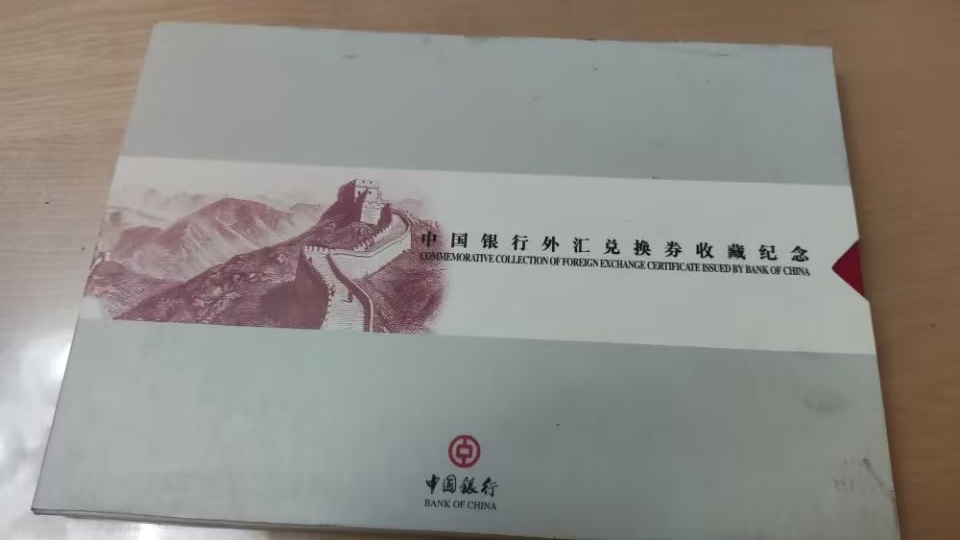 中国银行外汇兑换券收藏纪念
COMMEMORATIVE COLLECTION OF FOREIGN EXCHANGE CERTIFICATE ISSUED BY BANK OF CHINA
中国银行
BANK OF CHINA